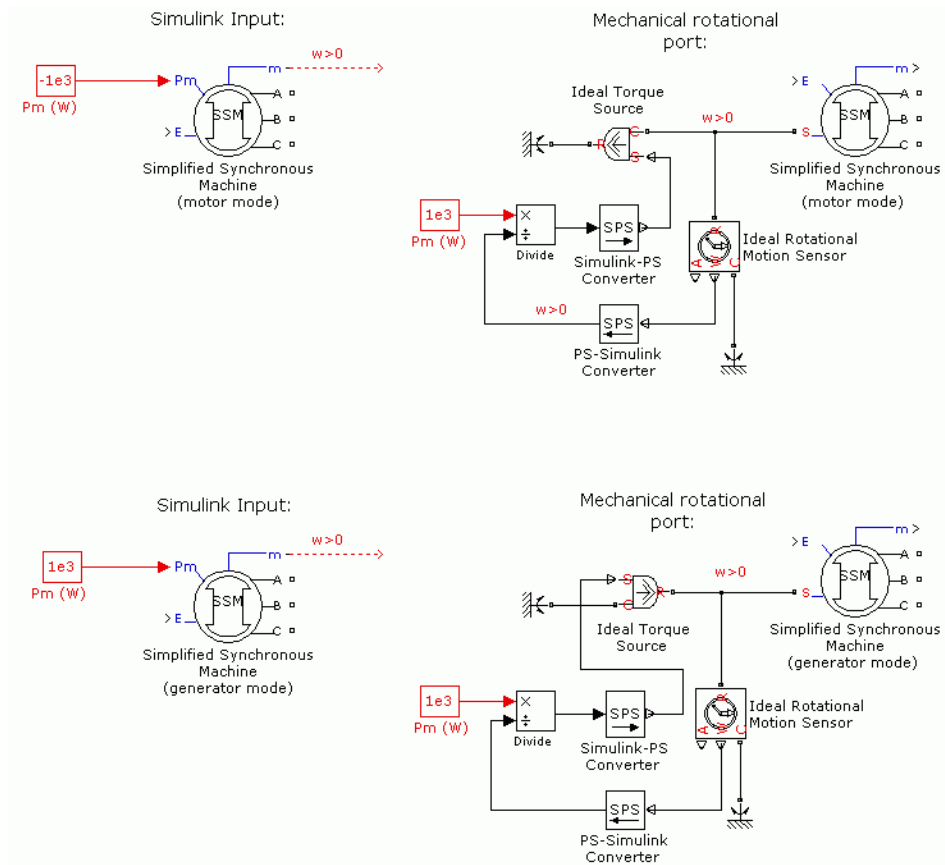 Simulink Input:
Mechanical rotational
port:
w>0
-1e3
Pm
m
A
SSM
B
C
>E
Pm (W)
Simplified Synchronous
Machine
(motor mode)
Ideal Torque
Source
R
C
S
w>0
>E
m>
S
SSM
A
B
C
Simplified Synchronous
Machine
(motor mode)
1e3
Pm (W)
×
÷
Divide
SPS
Simulink-PS
Converter
A
W
R
C
Ideal Rotational
Motion Sensor
w>0
SPS
PS-Simulink
Converter
Simulink Input:
Mechanical rotational
port:
w>0
1e3
Pm
m
A
SSM
B
C
>E
Pm (W)
Simplified Synchronous
Machine
(generator mode)
S
C
R
Ideal Torque
Source
w>0
>E
m>
S
SSM
A
B
C
Simplified Synchronous
Machine
(generator mode)
1e3
Pm (W)
×
÷
Divide
SPS
Simulink-PS
Converter
A
W
R
C
Ideal Rotational
Motion Sensor
SPS
PS-Simulink
Converter